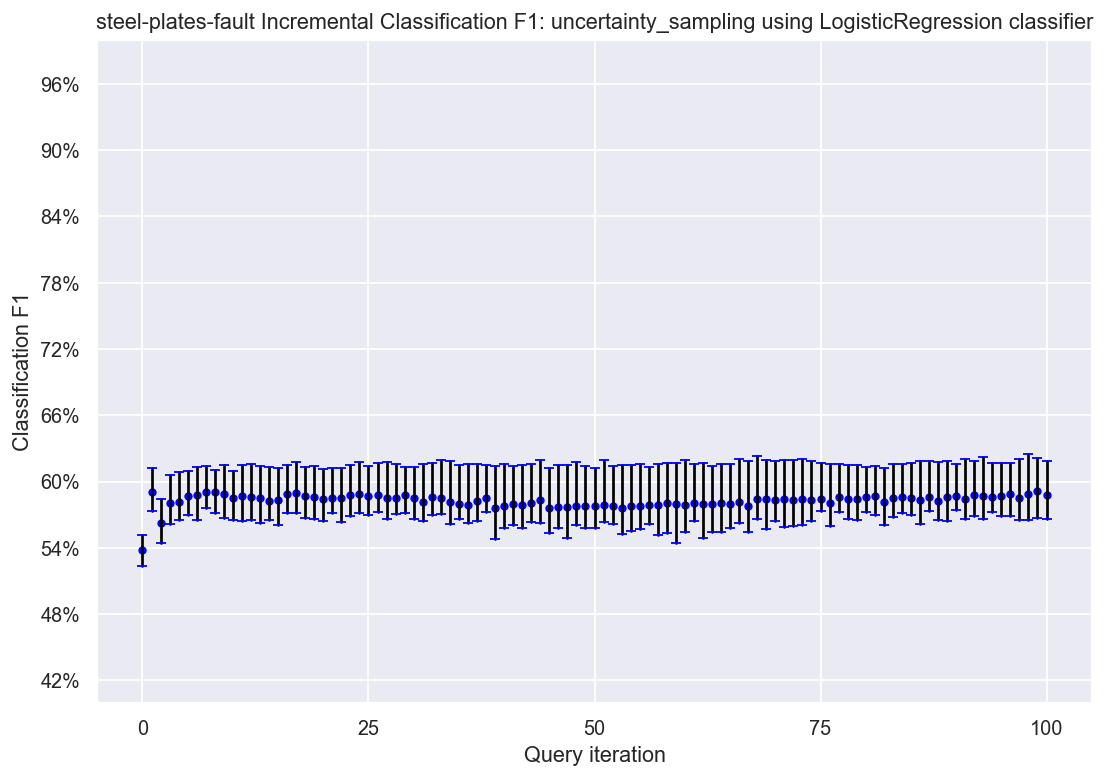 steel-plates-fault Incremental Classification F1: uncertainty_sampling using LogisticRegression classifier
96%
90%
84%
78%
72%
66%
60%
54%
48%
42%
Classification F1
0 25 50 75 100
Query iteration